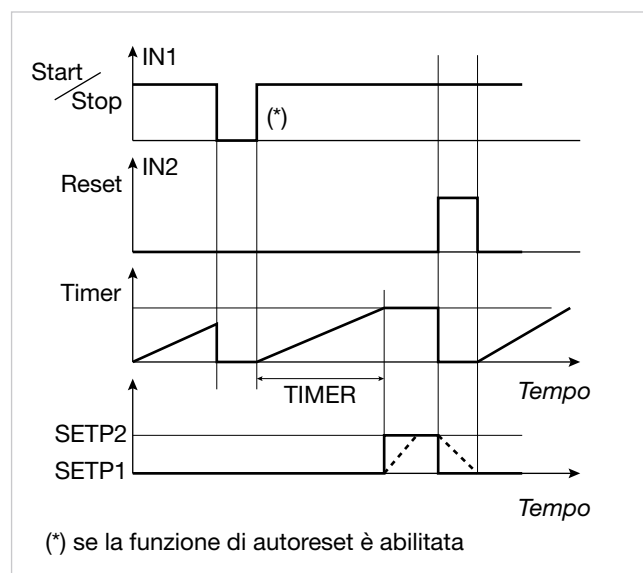 IN1
Start/
Stop
(*)
IN2
Reset
Timer
TIMER
Tempo
SETP2
SETP1
Tempo
(*) se la funzione di autoreset è abilitata